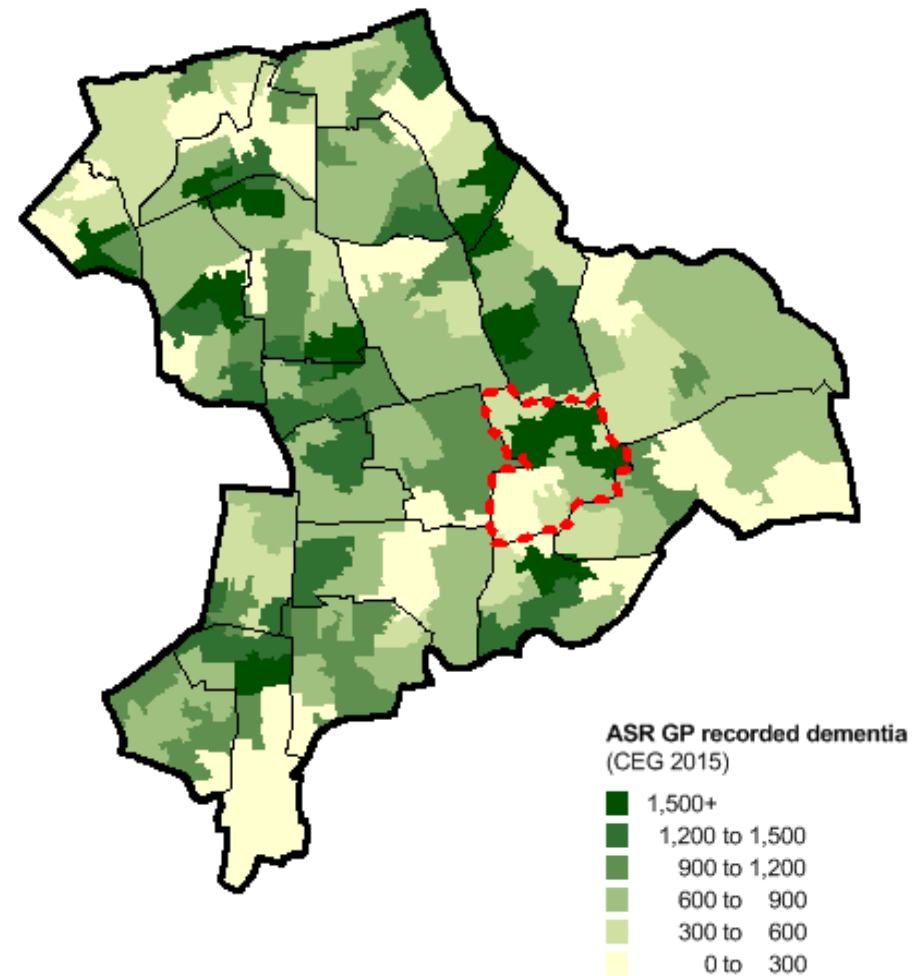 ASR GP recorded dementia
(CEG 2015)
1,500+
1,200 to 1,500
900 to 1,200
600 to 900
300 to 600
0 to 300